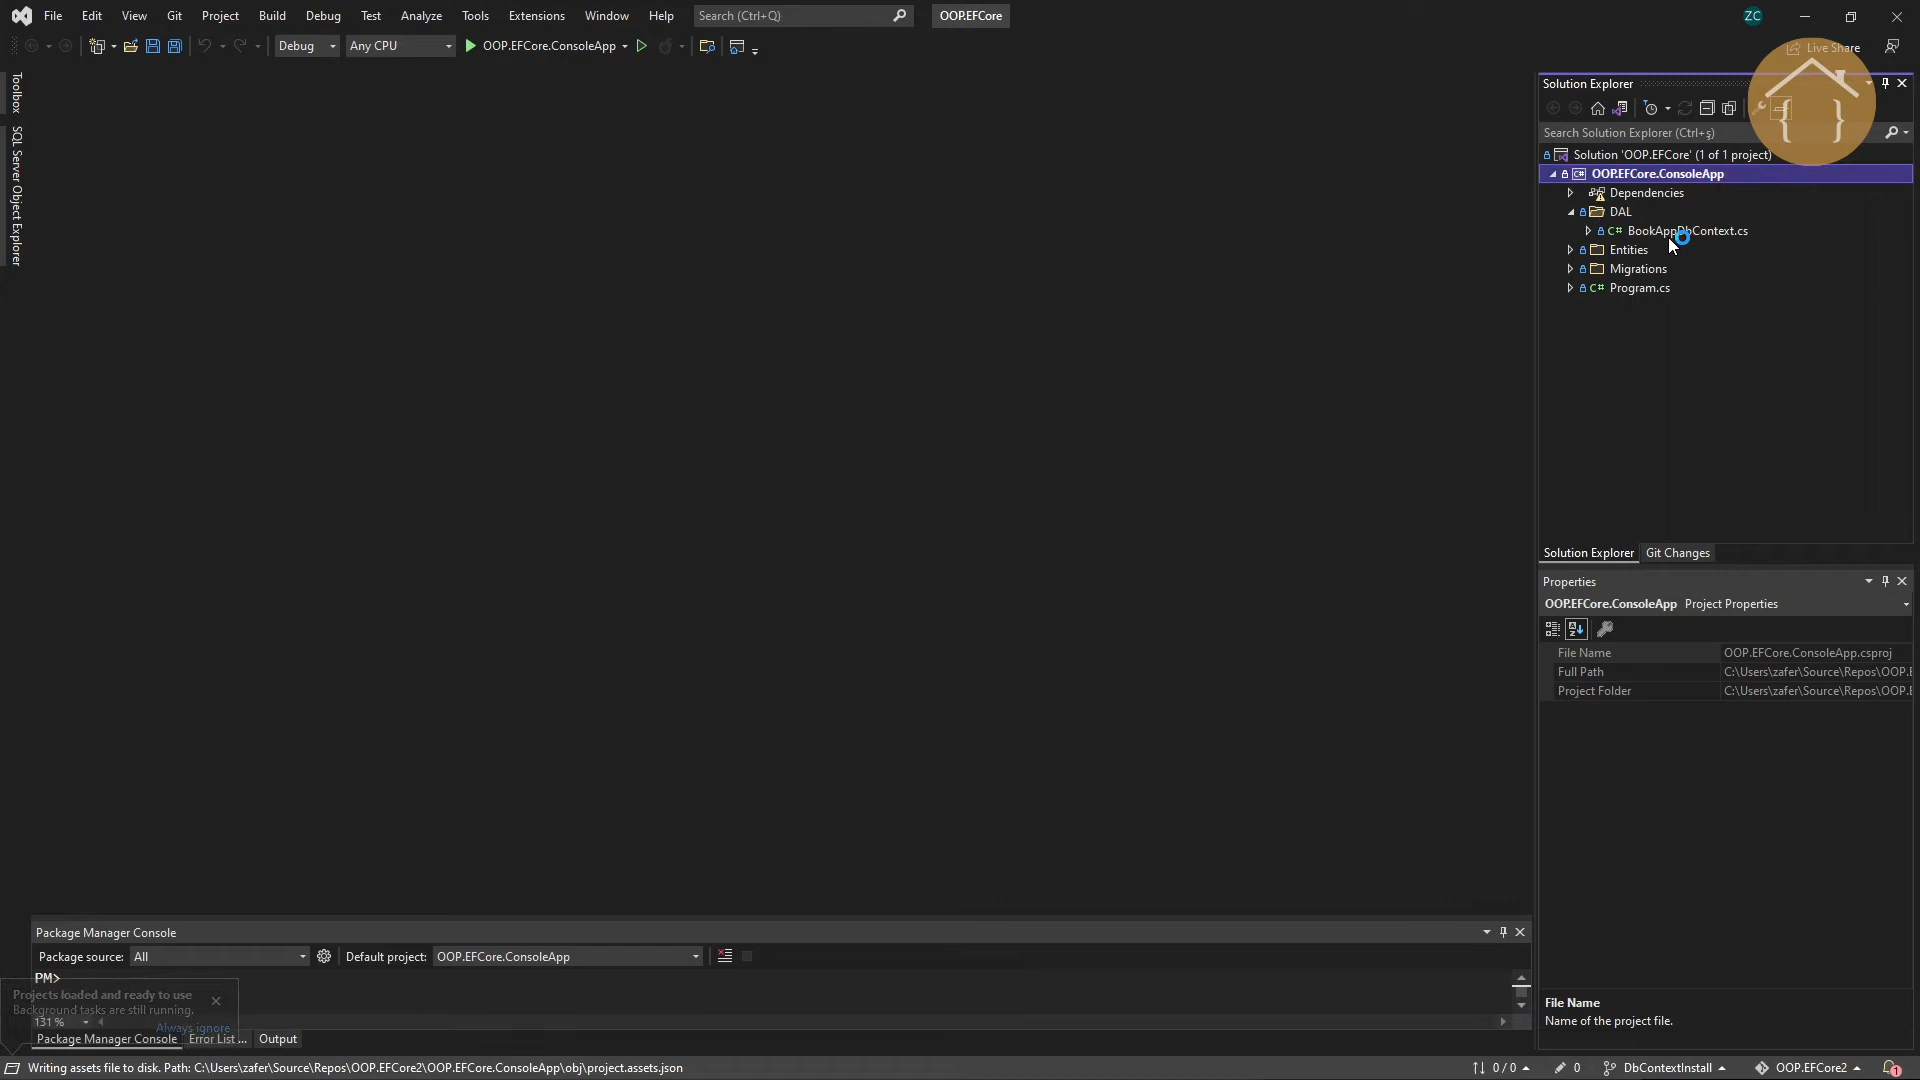 File Edit View Git Project Build Debug Test Analyze Tools Extensions Window Help Search (Ctrl+Q) OOP.EFCore ZC
Debug Any CPU OOP.EFCore.ConsoleApp Live Share
Toolbox
SQL Server Object Explorer
Solution Explorer
Search Solution Explorer (Ctrl+ş)
Solution 'OOP.EFCore' (1 of 1 project)
C# OOP.EFCore.ConsoleApp
Dependencies
DAL
C# BookAppDbContext.cs
Entities
Migrations
C# Program.cs
{ }
Solution Explorer Git Changes
Properties
OOP.EFCore.ConsoleApp Project Properties
File Name OOP.EFCore.ConsoleApp.csproj
Full Path C:\Users\zafer\Source\Repos\OOP.E
Project Folder C:\Users\zafer\Source\Repos\OOP.E
File Name
Name of the project file.
Package Manager Console
Package source: All Default project: OOP.EFCore.ConsoleApp
PM>
Projects loaded and ready to use
Background tasks are still running.
Always ignore
131 %
Package Manager Console Error List ... Output
Writing assets file to disk. Path: C:\Users\zafer\Source\Repos\OOP.EFCore2\OOP.EFCore.ConsoleApp\obj\project.assets.json 0 / 0 0 DbContextInstall OOP.EFCore2 1